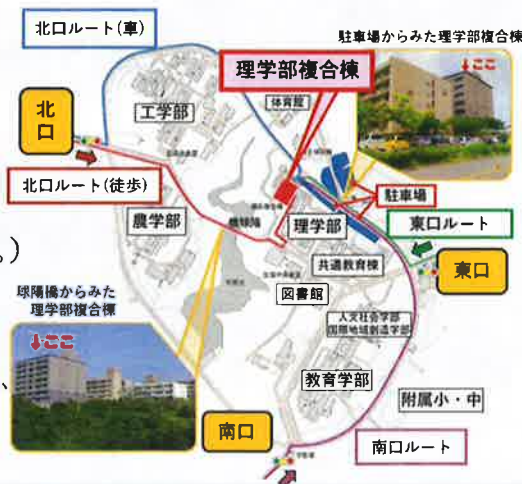 北口ルート(車)
駐車場からみた理学部複合棟
↓ここ
理学部複合棟
体育館
工学部
北
口
北口ルート(徒歩)
駐車場
農学部
理学部
東口ルート
。)
共通教育棟
東口
球陽橋からみた
理学部複合棟
図書館
↓ここ
人文社会学部
国際地域創造学部
教育学部
、
附属小・中
南口
南口ルート